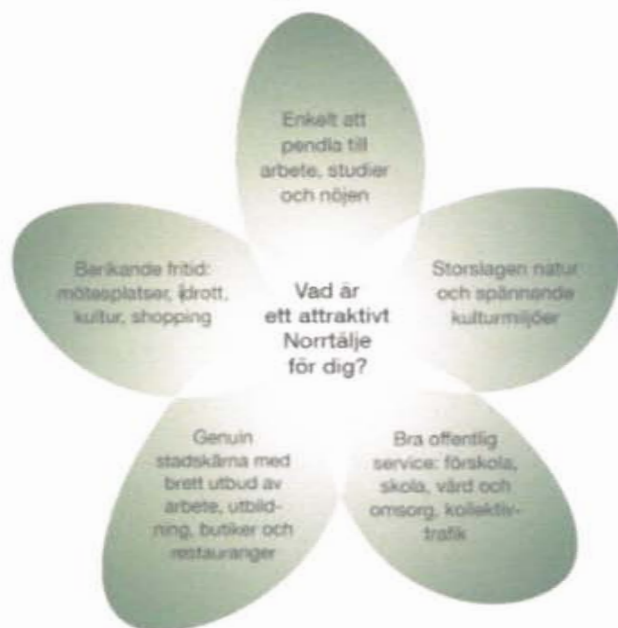 Enkelt att
pendla till
arbete, studier
och nöjen
Berikande fritid:
mötesplatser, idrott,
kultur, shopping
Vad är
ett attraktivt
Norrtälje
för dig?
Storslagen natur
och spännande
kulturmiljöer
Genuin
stadskärna med
brett utbud av
arbete, utbild-
ning, butiker och
restauranger
Bra offentlig
service: förskola,
skola, vård och
omsorg, kollektiv-
trafik